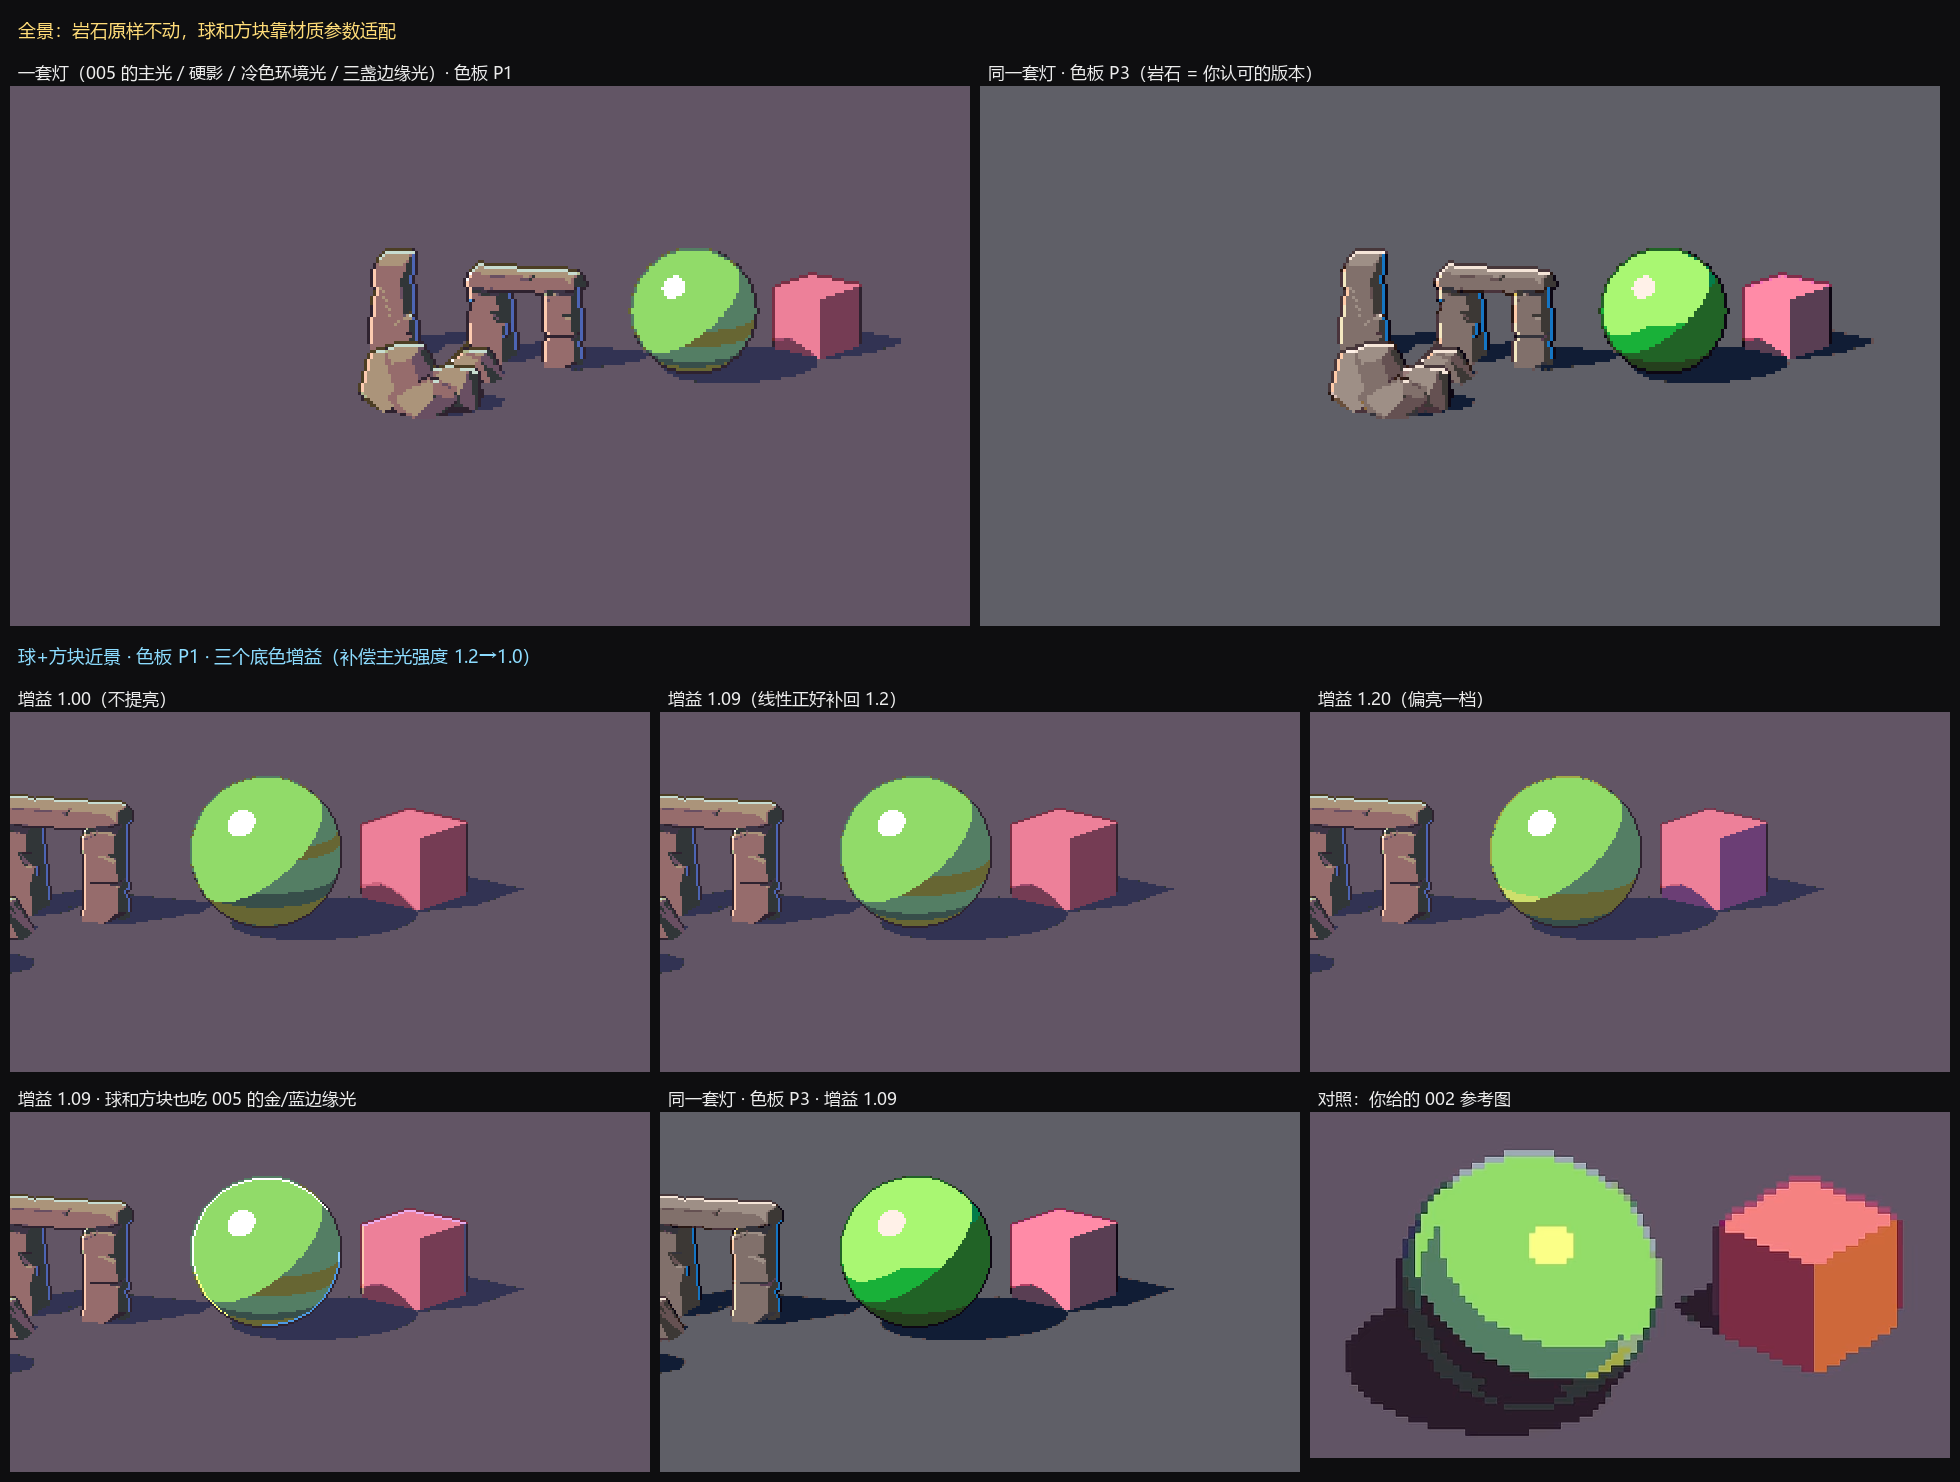 全景：岩石原样不动，球和方块靠材质参数适配
一套灯（005 的主光 / 硬影 / 冷色环境光 / 三盏边缘光）· 色板 P1
同一套灯 · 色板 P3（岩石 = 你认可的版本）
球+方块近景 · 色板 P1 · 三个底色增益（补偿主光强度 1.2→1.0）
增益 1.00（不提亮）
增益 1.09（线性正好补回 1.2）
增益 1.20（偏亮一档）
增益 1.09 · 球和方块也吃 005 的金/蓝边缘光
同一套灯 · 色板 P3 · 增益 1.09
对照：你给的 002 参考图